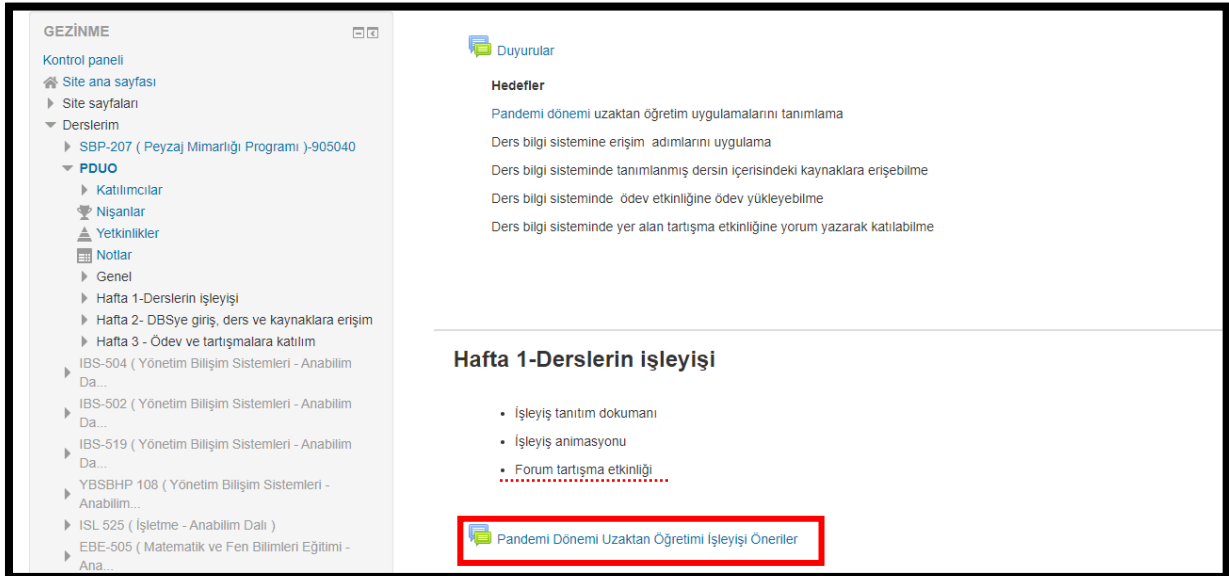 GEZİNME
Kontrol paneli
Site ana sayfası
Site sayfaları
Derslerim
SBP-207 ( Peyzaj Mimarlığı Programı )-905040
PDUO
Katılımcılar
Nişanlar
Yetkinlikler
Notlar
Genel
Hafta 1-Derslerin işleyişi
Hafta 2- DBSye giriş, ders ve kaynaklara erişim
Hafta 3 - Ödev ve tartışmalara katılım
IBS-504 ( Yönetim Bilişim Sistemleri - Anabilim
Da...
IBS-502 ( Yönetim Bilişim Sistemleri - Anabilim
Da...
IBS-519 ( Yönetim Bilişim Sistemleri - Anabilim
Da...
YBSBHP 108 ( Yönetim Bilişim Sistemleri -
Anabilim...
ISL 525 ( İşletme - Anabilim Dalı )
EBE-505 ( Matematik ve Fen Bilimleri Eğitimi -
Ana...
Duyurular
Hedefler
Pandemi dönemi uzaktan öğretim uygulamalarını tanımlama
Ders bilgi sistemine erişim adımlarını uygulama
Ders bilgi sisteminde tanımlanmış dersin içerisindeki kaynaklara erişebilme
Ders bilgi sisteminde ödev etkinliğine ödev yükleyebilme
Ders bilgi sisteminde yer alan tartışma etkinliğine yorum yazarak katılabilme
Hafta 1-Derslerin işleyişi
• İşleyiş tanıtım dokumanı
• İşleyiş animasyonu
• Forum tartışma etkinliği
Pandemi Dönemi Uzaktan Öğretimi İşleyişi Öneriler